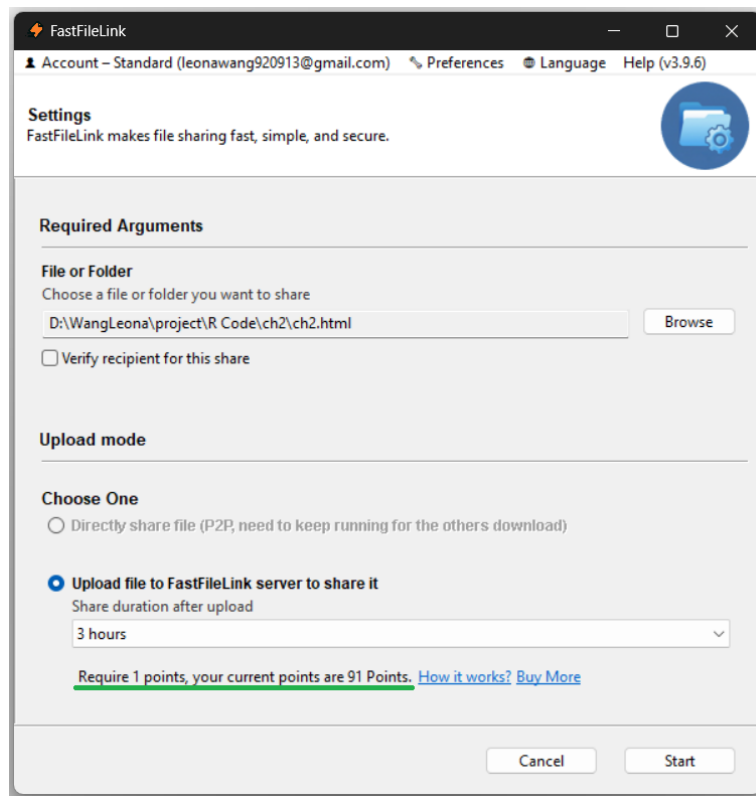 FastFileLink
Account – Standard (leonawang920913@gmail.com) Preferences Language Help (v3.9.6)
Settings
FastFileLink makes file sharing fast, simple, and secure.
Required Arguments
File or Folder
Choose a file or folder you want to share
D:\WangLeona\project\R Code\ch2\ch2.html Browse
Verify recipient for this share
Upload mode
Choose One
Directly share file (P2P, need to keep running for the others download)
Upload file to FastFileLink server to share it
Share duration after upload
3 hours
Require 1 points, your current points are 91 Points. How it works? Buy More
Cancel Start